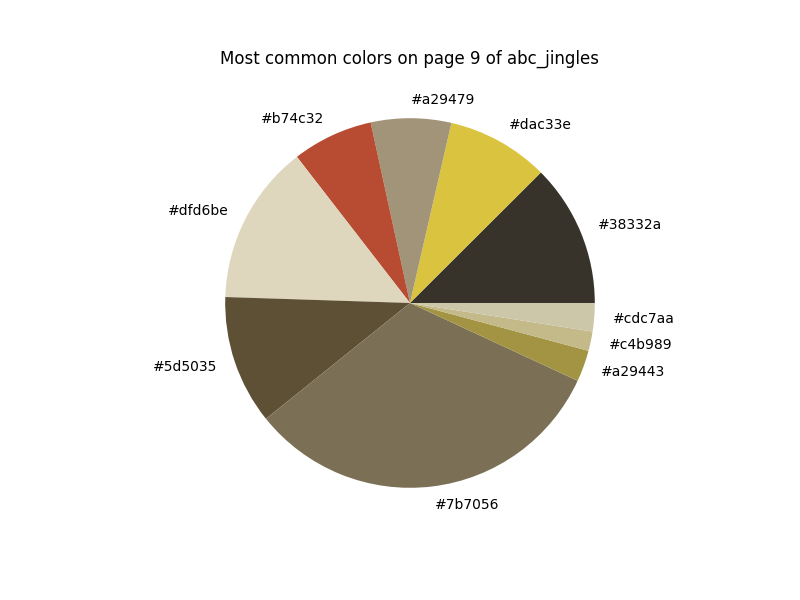 Most common colors on page 9 of abc_jingles
#a29479
#b74c32
#dac33e
#dfd6be
#38332a
#cdc7aa
#c4b989
#5d5035
#a29443
#7b7056